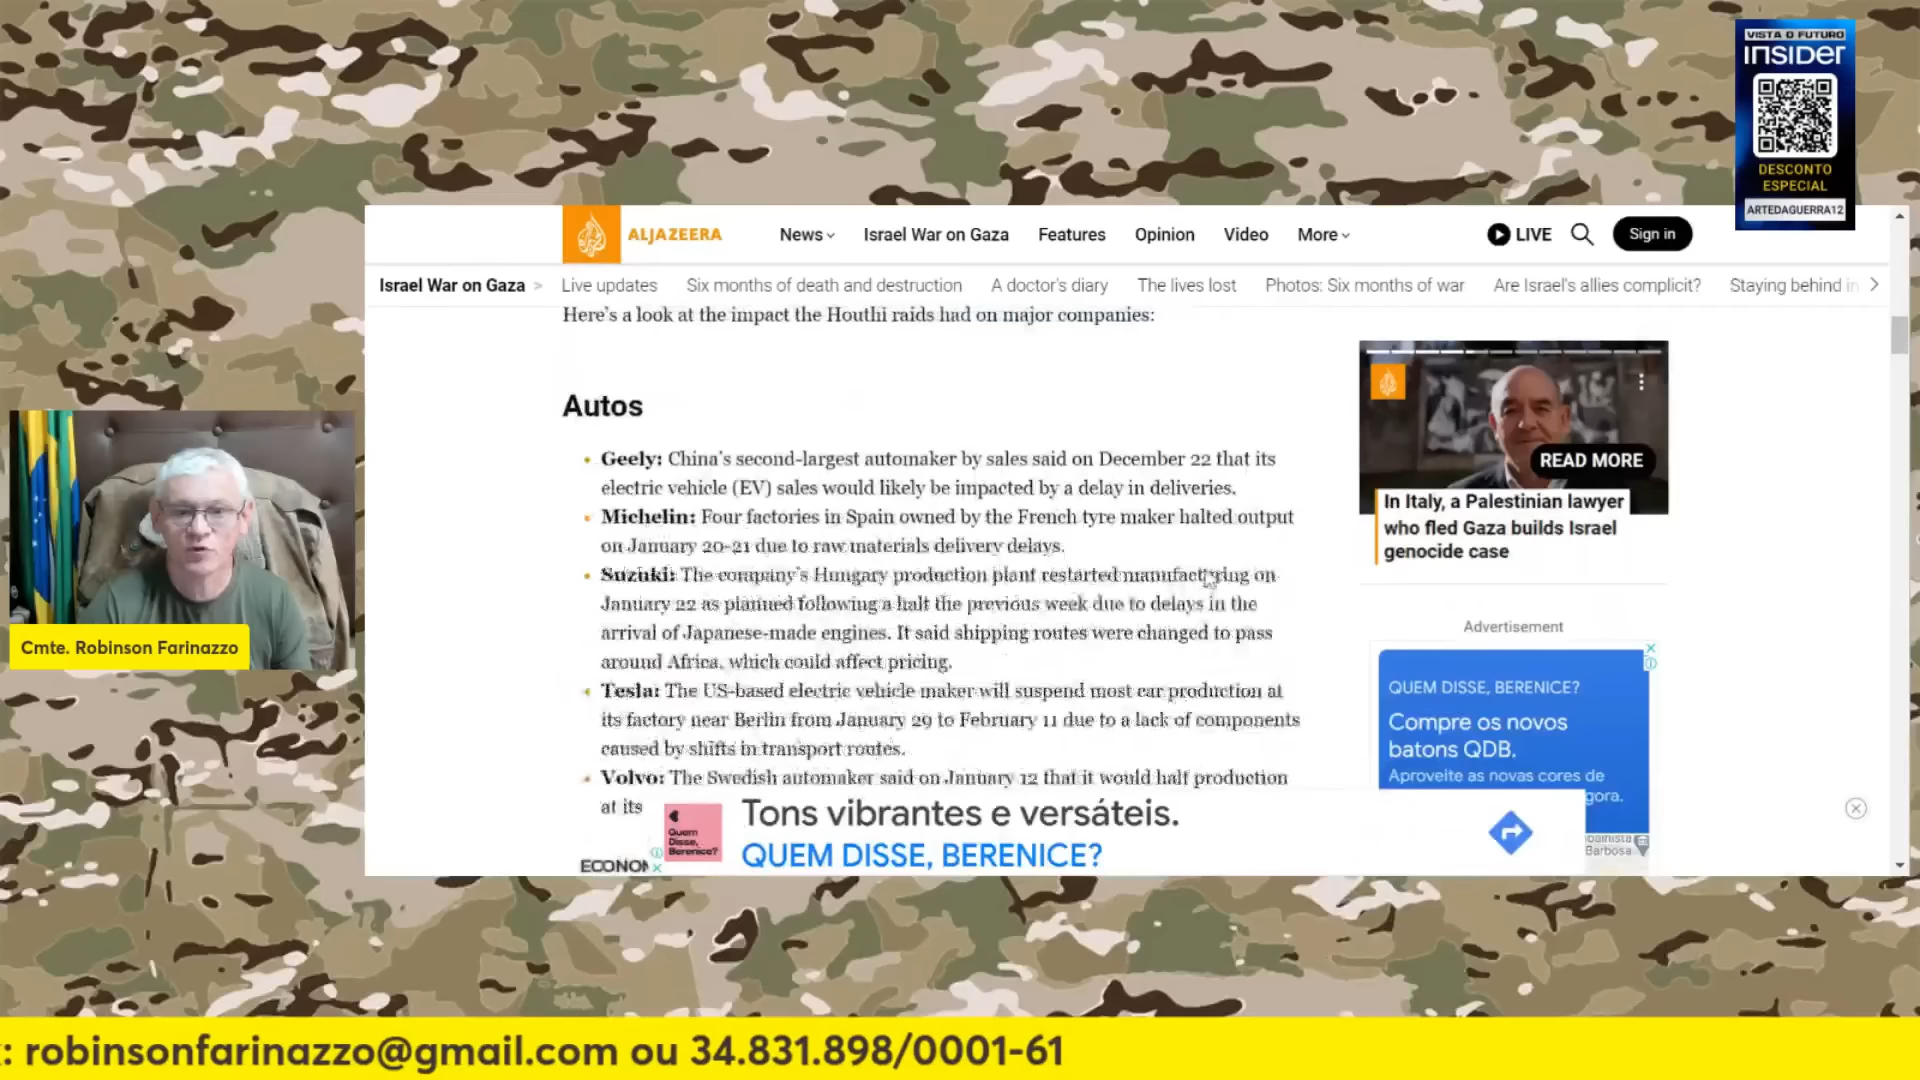 VISTA O FUTURO
INSIDER
DESCONTO
ESPECIAL
ARTEDAGUERRA12
ALJAZEERA
News
Israel War on Gaza
Features
Opinion
Video
More
LIVE
Sign in
Israel War on Gaza >
Live updates
Six months of death and destruction
A doctor's diary
The lives lost
Photos: Six months of war
Are Israel's allies complicit?
Staying behind in
Here's a look at the impact the Houthi raids had on major companies:
Autos
• Geely: China's second-largest automaker by sales said on December 22 that its
electric vehicle (EV) sales would likely be impacted by a delay in deliveries.
• Michelin: Four factories in Spain owned by the French tyre maker halted output
on January 20-21 due to raw materials delivery delays.
• Suzuki: The company's Hungary production plant restarted manufacturing on
January 22 as planned following a halt the previous week due to delays in the
arrival of Japanese-made engines. It said shipping routes were changed to pass
around Africa, which could affect pricing.
• Tesla: The US-based electric vehicle maker will suspend most car production at
its factory near Berlin from January 29 to February 11 due to a lack of components
caused by shifts in transport routes.
• Volvo: The Swedish automaker said on January 12 that it would halt production
at its
READ MORE
In Italy, a Palestinian lawyer
who fled Gaza builds Israel
genocide case
Advertisement
QUEM DISSE, BERENICE?
Compre os novos
batons QDB.
Aproveite as novas cores de
gora.
Barbosa
Quem
Disse,
Berenice?
Tons vibrantes e versáteis.
QUEM DISSE, BERENICE?
ECONOM
Cmte. Robinson Farinazzo
: robinsonfarinazzo@gmail.com ou 34.831.898/0001-61